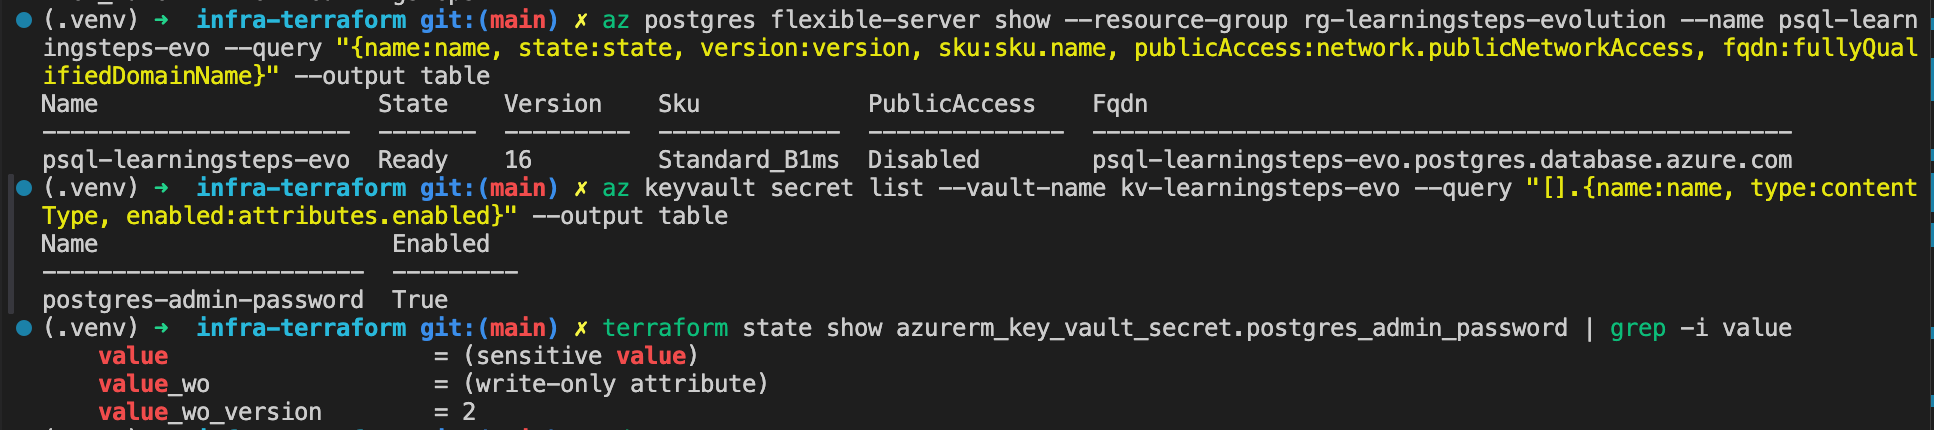 (.venv) ➜  infra-terraform git:(main) ✗ az postgres flexible-server show --resource-group rg-learningsteps-evolution --name psql-learn
ingsteps-evo --query "{name:name, state:state, version:version, sku:sku.name, publicAccess:network.publicNetworkAccess, fqdn:fullyQual
ifiedDomainName}" --output table
Name                    State    Version    Sku            PublicAccess    Fqdn
----------------------  -------  ---------  -------------  --------------  --------------------------------------------------
psql-learningsteps-evo  Ready    16         Standard_B1ms  Disabled        psql-learningsteps-evo.postgres.database.azure.com
(.venv) ➜  infra-terraform git:(main) ✗ az keyvault secret list --vault-name kv-learningsteps-evo --query "[].{name:name, type:content
Type, enabled:attributes.enabled}" --output table
Name                     Enabled
-----------------------  ---------
postgres-admin-password  True
(.venv) ➜  infra-terraform git:(main) ✗ terraform state show azurerm_key_vault_secret.postgres_admin_password | grep -i value
    value                   = (sensitive value)
    value_wo                = (write-only attribute)
    value_wo_version        = 2